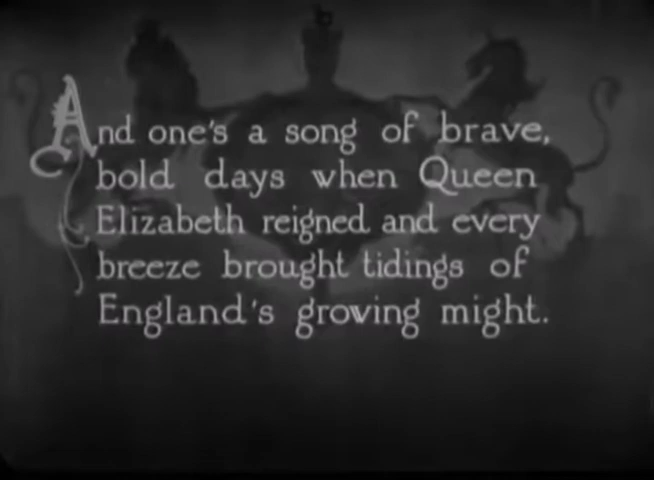 And one's a song of brave,
bold days when Queen
Elizabeth reigned and every
breeze brought tidings of
England's growing might.